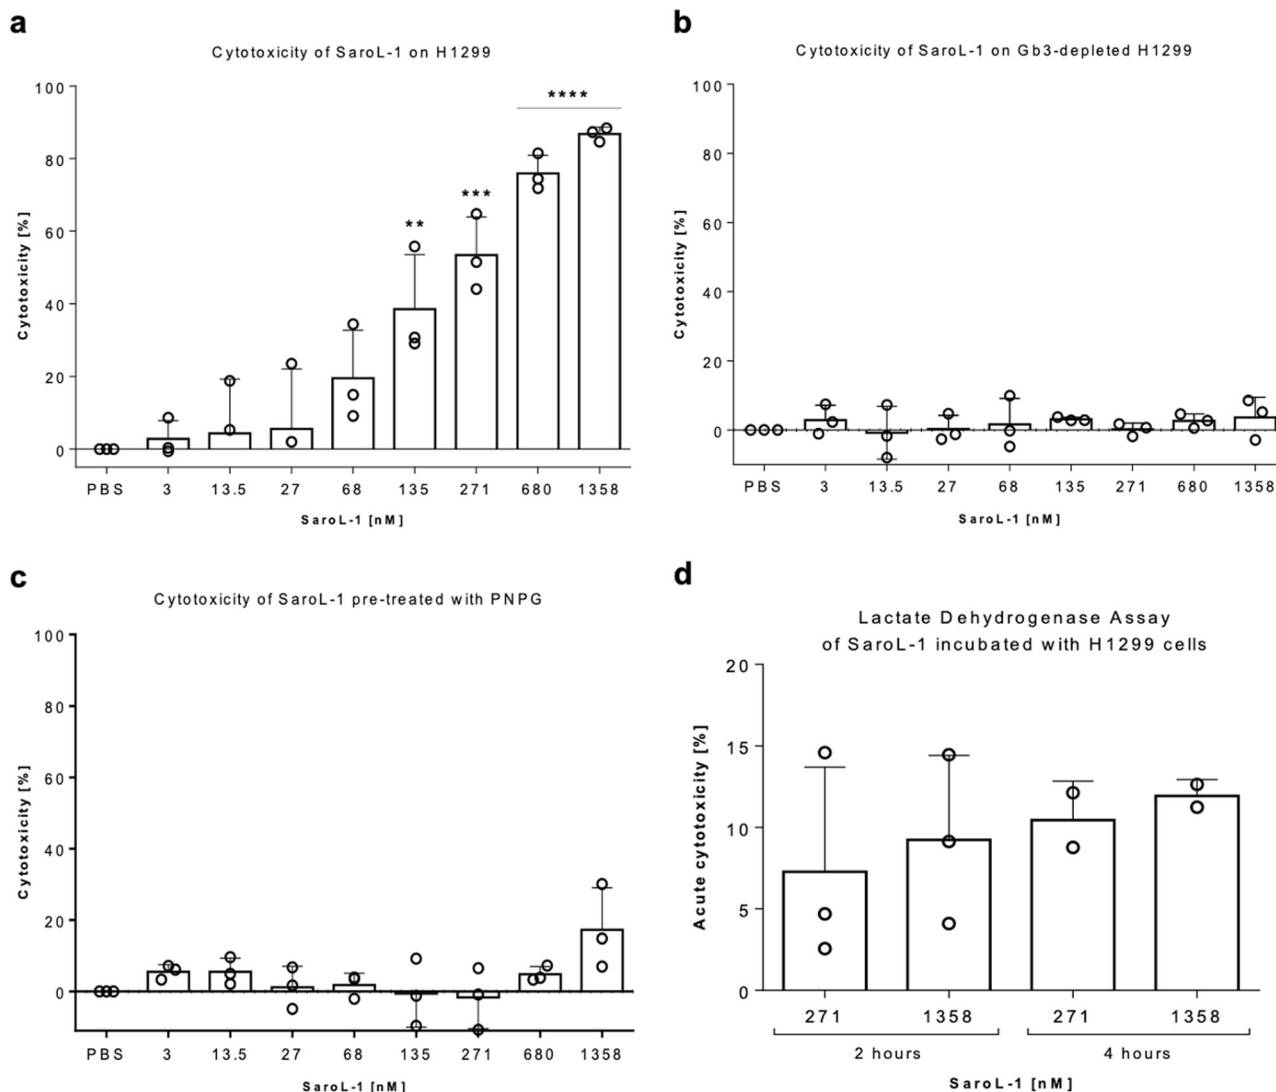 a
Cytotoxicity of SaroL-1 on H1299
Cytotoxicity [%]
100
80
60
40
20
0
**
***
****
PBS 3 13.5 27 68 135 271 680 1358
SaroL-1 [nM]
b
Cytotoxicity of SaroL-1 on Gb3-depleted H1299
Cytotoxicity [%]
100
80
60
40
20
0
PBS 3 13.5 27 68 135 271 680 1358
SaroL-1 [nM]
c
Cytotoxicity of SaroL-1 pre-treated with PNPG
Cytotoxicity [%]
100
80
60
40
20
0
PBS 3 13.5 27 68 135 271 680 1358
SaroL-1 [nM]
d
Lactate Dehydrogenase Assay
of SaroL-1 incubated with H1299 cells
Acute cytotoxicity [%]
20
15
10
5
0
271 1358 271 1358
2 hours 4 hours
SaroL-1 [nM]